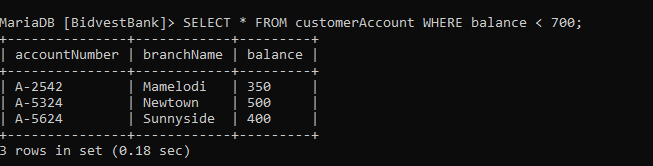 MariaDB [BidvestBank]> SELECT * FROM customerAccount WHERE balance < 700;
+---------------+------------+---------+
| accountNumber | branchName | balance |
+---------------+------------+---------+
| A-2542        | Mamelodi   | 350     |
| A-5324        | Newtown    | 500     |
| A-5624        | Sunnyside  | 400     |
+---------------+------------+---------+
3 rows in set (0.18 sec)